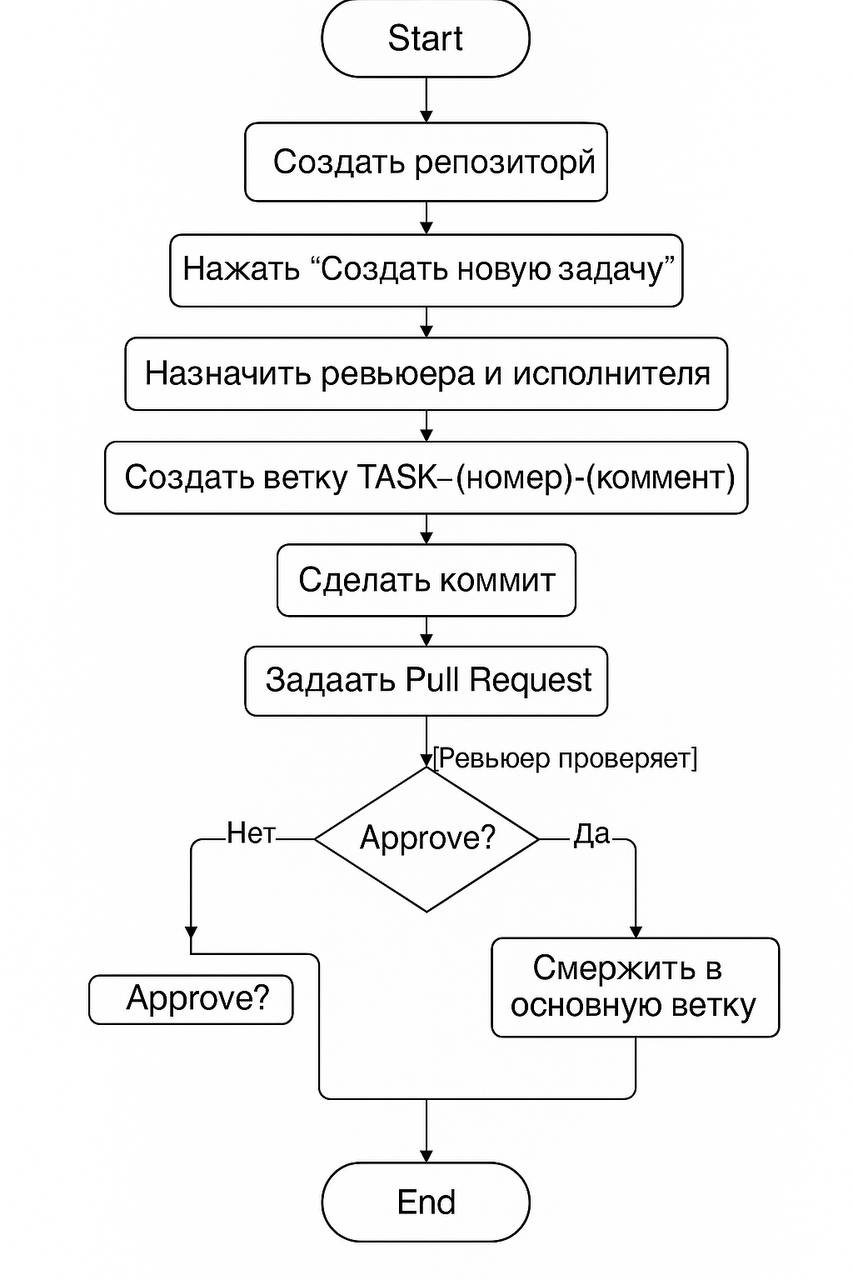 Start
Создать репозиторй
Нажать “Создать новую задачу”
Назначить ревьюера и исполнителя
Создать ветку TASK–(номер)-(коммент)
Сделать коммит
Задаать Pull Request
[Ревьюер проверяет]
Нет
Approve?
Да
Approve?
Смержить в
основную ветку
End